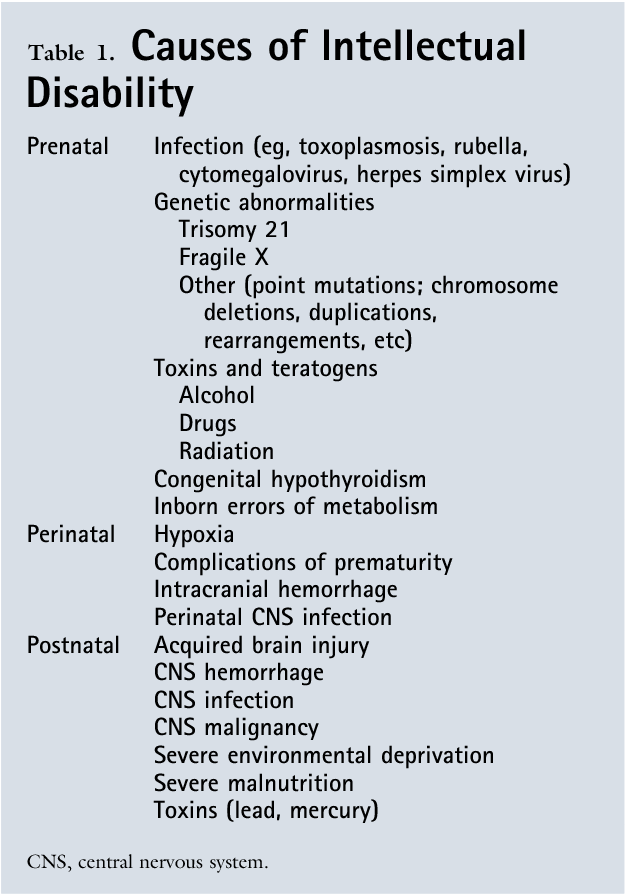 Table 1. Causes of Intellectual
Disability
Prenatal Infection (eg, toxoplasmosis, rubella,
cytomegalovirus, herpes simplex virus)
Genetic abnormalities
Trisomy 21
Fragile X
Other (point mutations; chromosome
deletions, duplications,
rearrangements, etc)
Toxins and teratogens
Alcohol
Drugs
Radiation
Congenital hypothyroidism
Inborn errors of metabolism
Perinatal Hypoxia
Complications of prematurity
Intracranial hemorrhage
Perinatal CNS infection
Postnatal Acquired brain injury
CNS hemorrhage
CNS infection
CNS malignancy
Severe environmental deprivation
Severe malnutrition
Toxins (lead, mercury)
CNS, central nervous system.